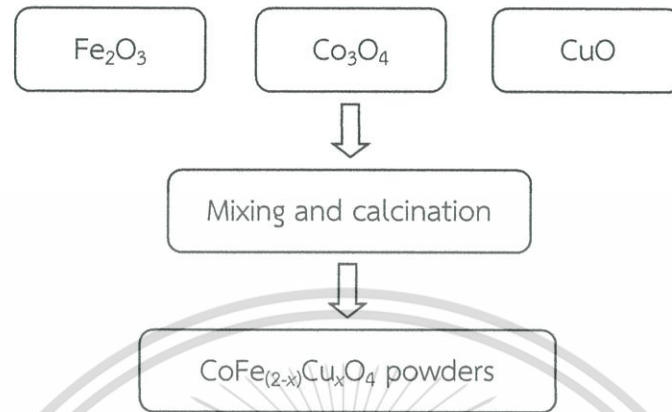 Fe₂O₃
Co₃O₄
CuO
Mixing and calcination
CoFe₍₂₋ₓ₎CuₓO₄ powders